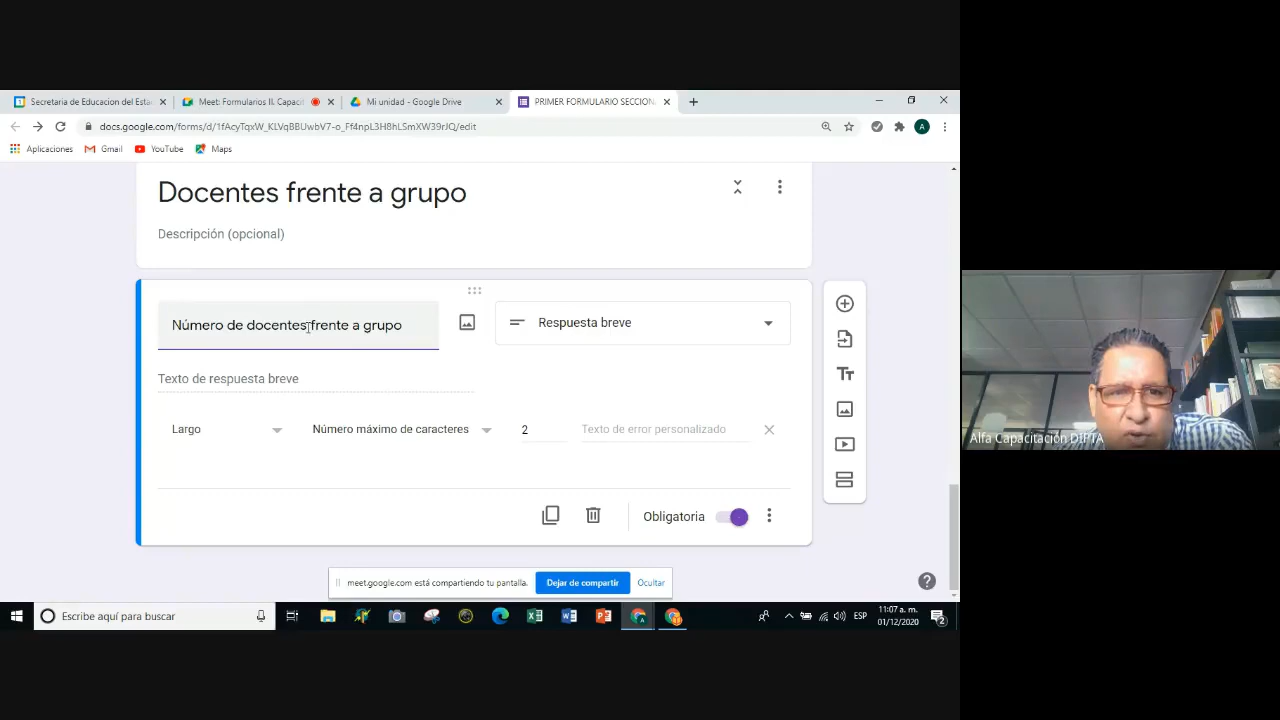 Secretaria de Educacion del Esta
Meet: Formularios II. Capaci
Mi unidad - Google Drive
PRIMER FORMULARIO SECCION
docs.google.com/forms/d/1fAcyTqxW_KLVqBBUwbV7-o_Ff4npL3H8hLSmXW39rJQ/edit
A
Aplicaciones
Gmail
YouTube
Maps
Docentes frente a grupo
Descripción (opcional)
Número de docentes frente a grupo
Respuesta breve
Texto de respuesta breve
Largo
Número máximo de caracteres
2
Texto de error personalizado
Obligatoria
Alfa Capacitación DIPTA
meet.google.com está compartiendo tu pantalla.
Dejar de compartir
Ocultar
Escribe aquí para buscar
ESP
11:07 a. m.
01/12/2020
2